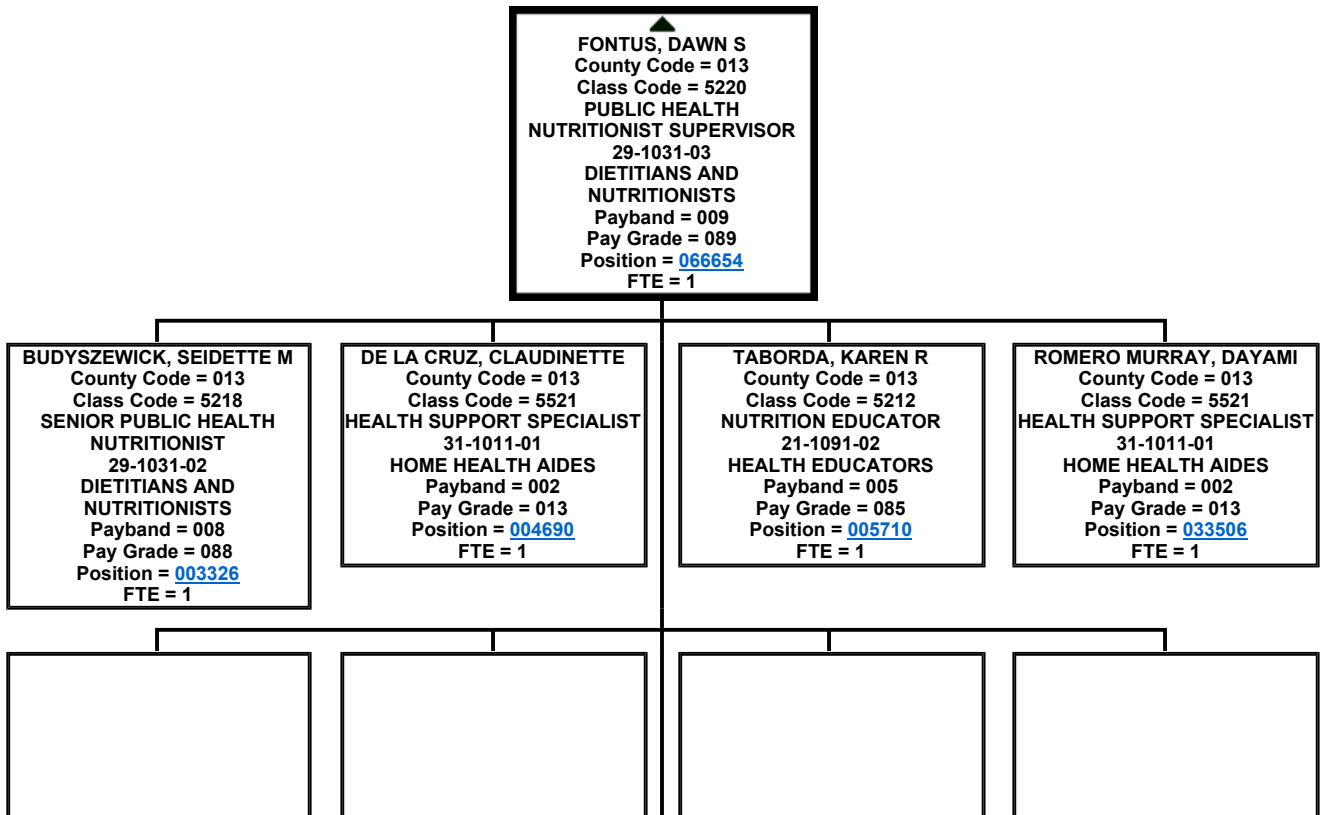 FONTUS, DAWN S
County Code = 013
Class Code = 5220
PUBLIC HEALTH
NUTRITIONIST SUPERVISOR
29-1031-03
DIETITIANS AND
NUTRITIONISTS
Payband = 009
Pay Grade = 089
Position = 066654
FTE = 1
BUDYSZEWICK, SEIDETTE M
County Code = 013
Class Code = 5218
SENIOR PUBLIC HEALTH
NUTRITIONIST
29-1031-02
DIETITIANS AND
NUTRITIONISTS
Payband = 008
Pay Grade = 088
Position = 003326
FTE = 1
DE LA CRUZ, CLAUDINETTE
County Code = 013
Class Code = 5521
HEALTH SUPPORT SPECIALIST
31-1011-01
HOME HEALTH AIDES
Payband = 002
Pay Grade = 013
Position = 004690
FTE = 1
TABORDA, KAREN R
County Code = 013
Class Code = 5212
NUTRITION EDUCATOR
21-1091-02
HEALTH EDUCATORS
Payband = 005
Pay Grade = 085
Position = 005710
FTE = 1
ROMERO MURRAY, DAYAMI
County Code = 013
Class Code = 5521
HEALTH SUPPORT SPECIALIST
31-1011-01
HOME HEALTH AIDES
Payband = 002
Pay Grade = 013
Position = 033506
FTE = 1